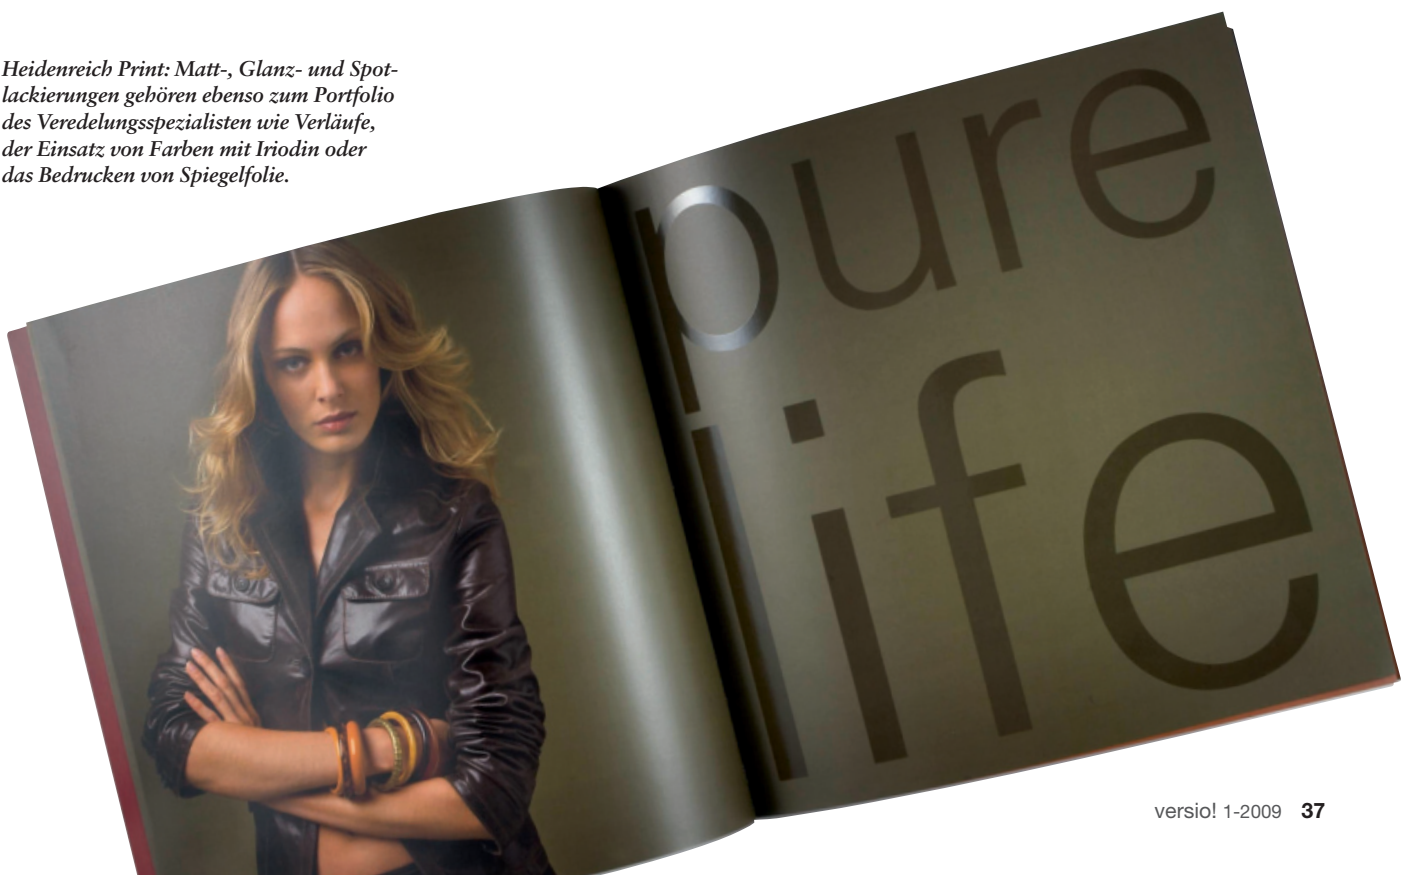 Heidenreich Print: Matt-, Glanz- und Spot-
lackierungen gehören ebenso zum Portfolio
des Veredelungsspezialisten wie Verläufe,
der Einsatz von Farben mit Iriodin oder
das Bedrucken von Spiegelfolie.
pure
life
versio! 1-2009 37